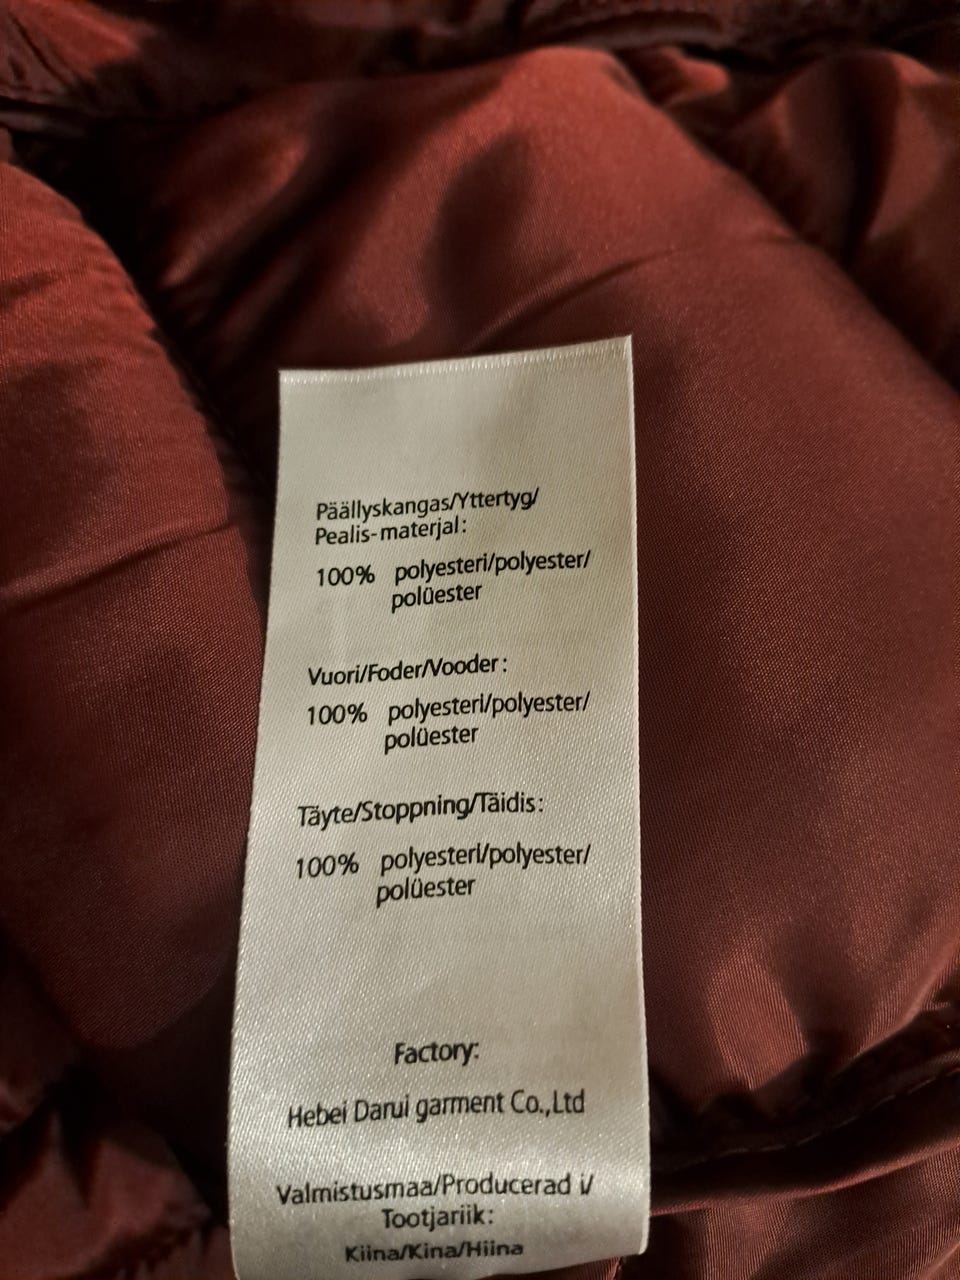 Päällyskangas/Yttertyg/
Pealis-materjal:
100% polyesteri/polyester/
polüester
Vuori/Foder/Vooder:
100% polyesteri/polyester/
polüester
Täyte/Stoppning/Täidis:
100% polyesteri/polyester/
polüester
Factory:
Hebei Darui garment Co.,Ltd
Valmistusmaa/Producerad i/
Tootjariik:
Kiina/Kina/Hiina